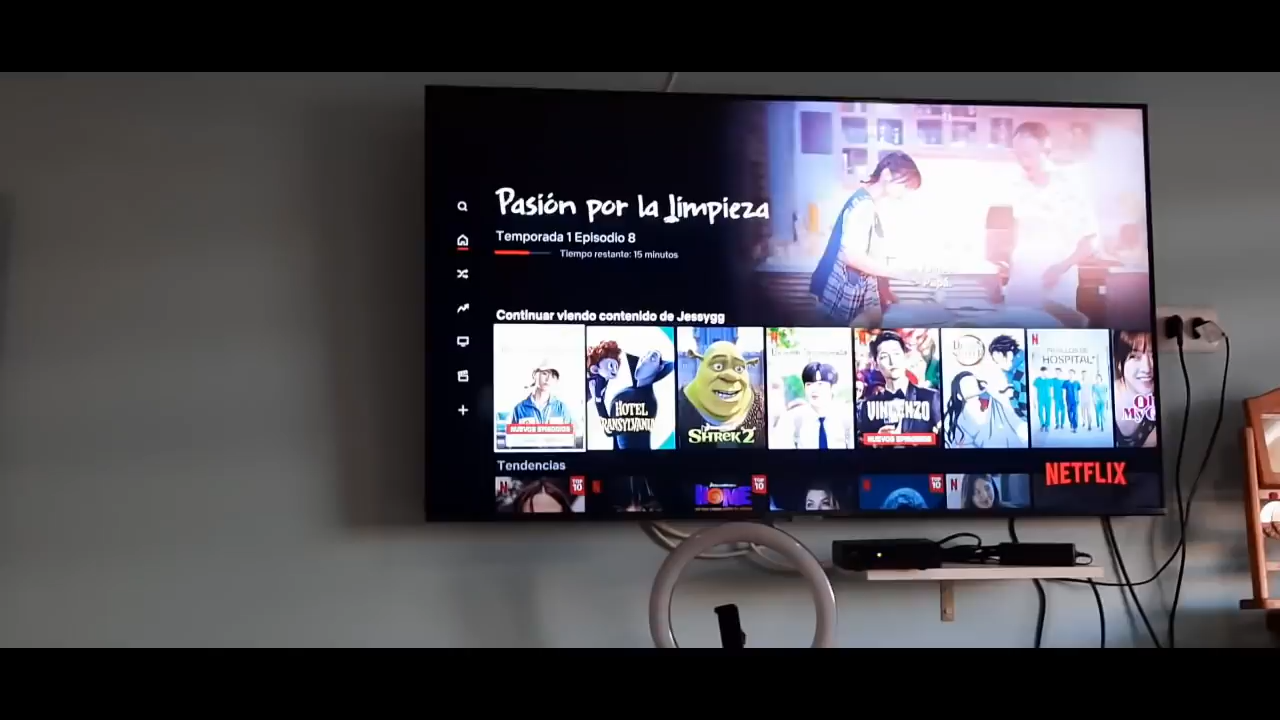 Pasión por la Limpieza
Temporada 1 Episodio 8
Tiempo restante: 15 minutos
Papá.
Continuar viendo contenido de Jessygg
NUEVOS EPISODIOS
HOTEL
TRANSYLVANIA
SHREK 2
N
VINCENZO
NUEVOS EPISODIOS
N
HOSPITAL
Tendencias
N
TOP
10
N
HOME
TOP
10
N
TOP
10
N
NETFLIX